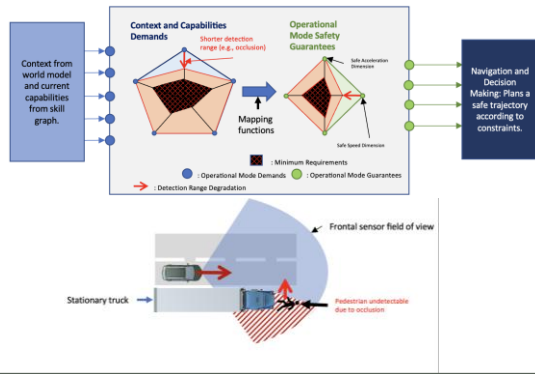 Context from
world model
and current
capabilities
from skill
graph.
Context and Capabilities
Demands
Shorter detection
range (e.g., occlusion)
Mapping
functions
Operational
Mode Safety
Guarantees
Safe Acceleration
Dimension
Safe Speed Dimension
: Minimum Requirements
: Operational Mode Demands
: Operational Mode Guarantees
: Detection Range Degradation
Navigation and
Decision
Making: Plans a
safe trajectory
according to
constraints.
Frontal sensor field of view
Stationary truck
Pedestrian undetectable
due to occlusion